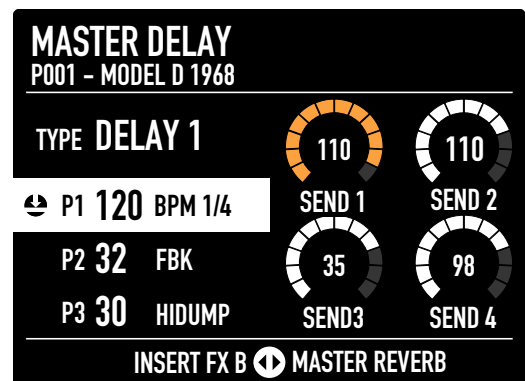 MASTER DELAY
P001 - MODEL D 1968
TYPE DELAY 1
110
SEND 1
110
SEND 2
P1 120 BPM 1/4
P2 32 FBK
P3 30 HIDUMP
35
SEND3
98
SEND 4
INSERT FX B MASTER REVERB